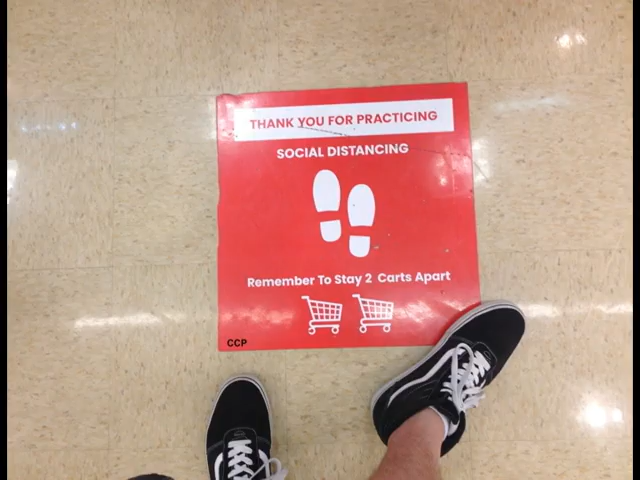 THANK YOU FOR PRACTICING
SOCIAL DISTANCING
Remember To Stay 2 Carts Apart
CCP